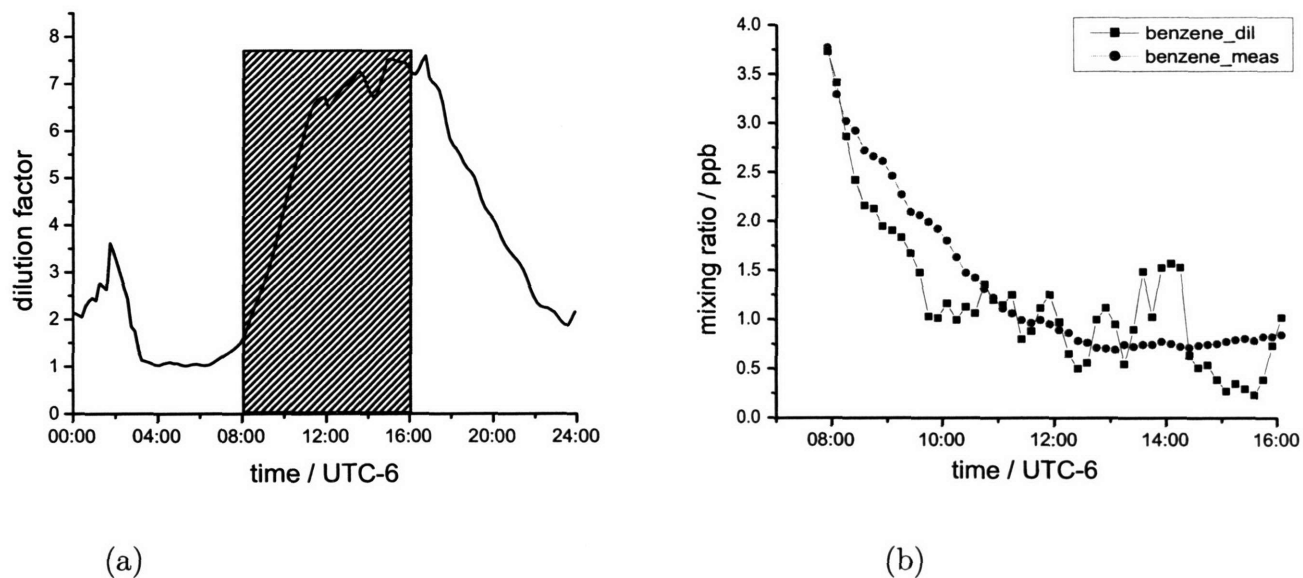 8
7
6
5
4
3
2
1
0
dilution factor
00:00 04:00 08:00 12:00 16:00 20:00 24:00
time / UTC-6
(a)
4.0
3.5
3.0
2.5
2.0
1.5
1.0
0.5
0.0
mixing ratio / ppb
benzene_dil
benzene_meas
08:00 10:00 12:00 14:00 16:00
time / UTC-6
(b)